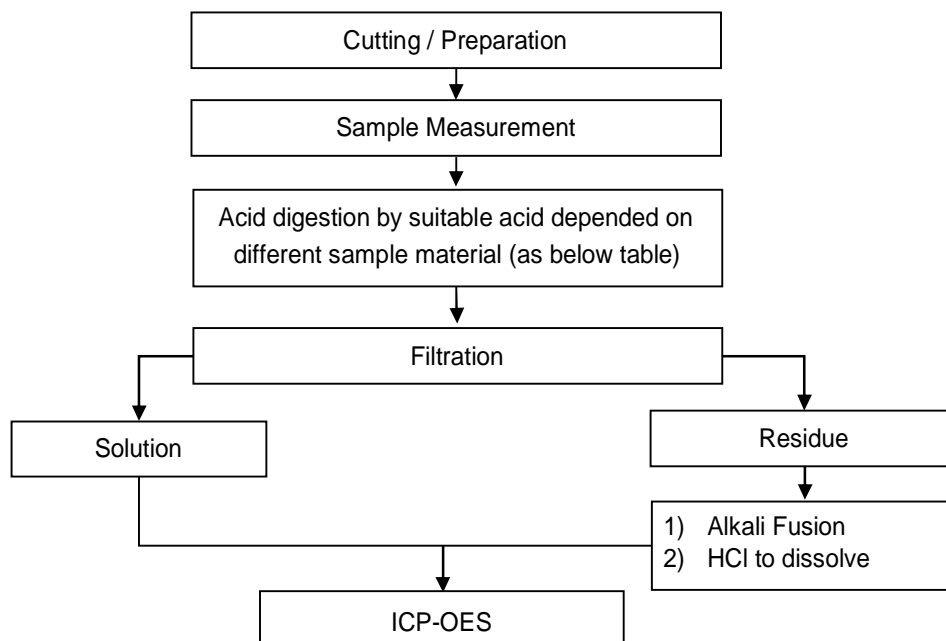 Cutting / Preparation
Sample Measurement
Acid digestion by suitable acid depended on
different sample material (as below table)
Filtration
Solution
Residue
1) Alkali Fusion
2) HCl to dissolve
ICP-OES